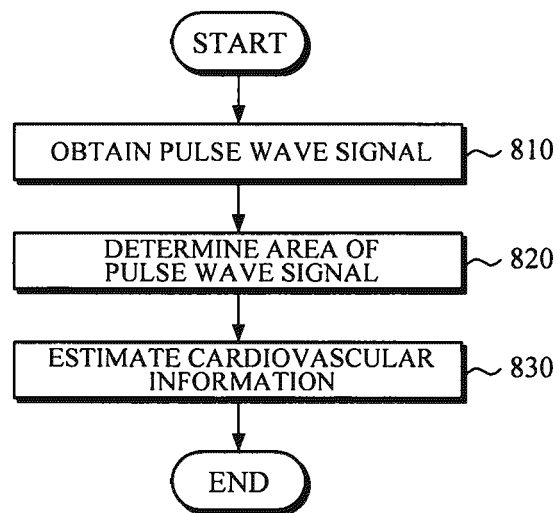 START
OBTAIN PULSE WAVE SIGNAL
810
DETERMINE AREA OF
PULSE WAVE SIGNAL
820
ESTIMATE CARDIOVASCULAR
INFORMATION
830
END